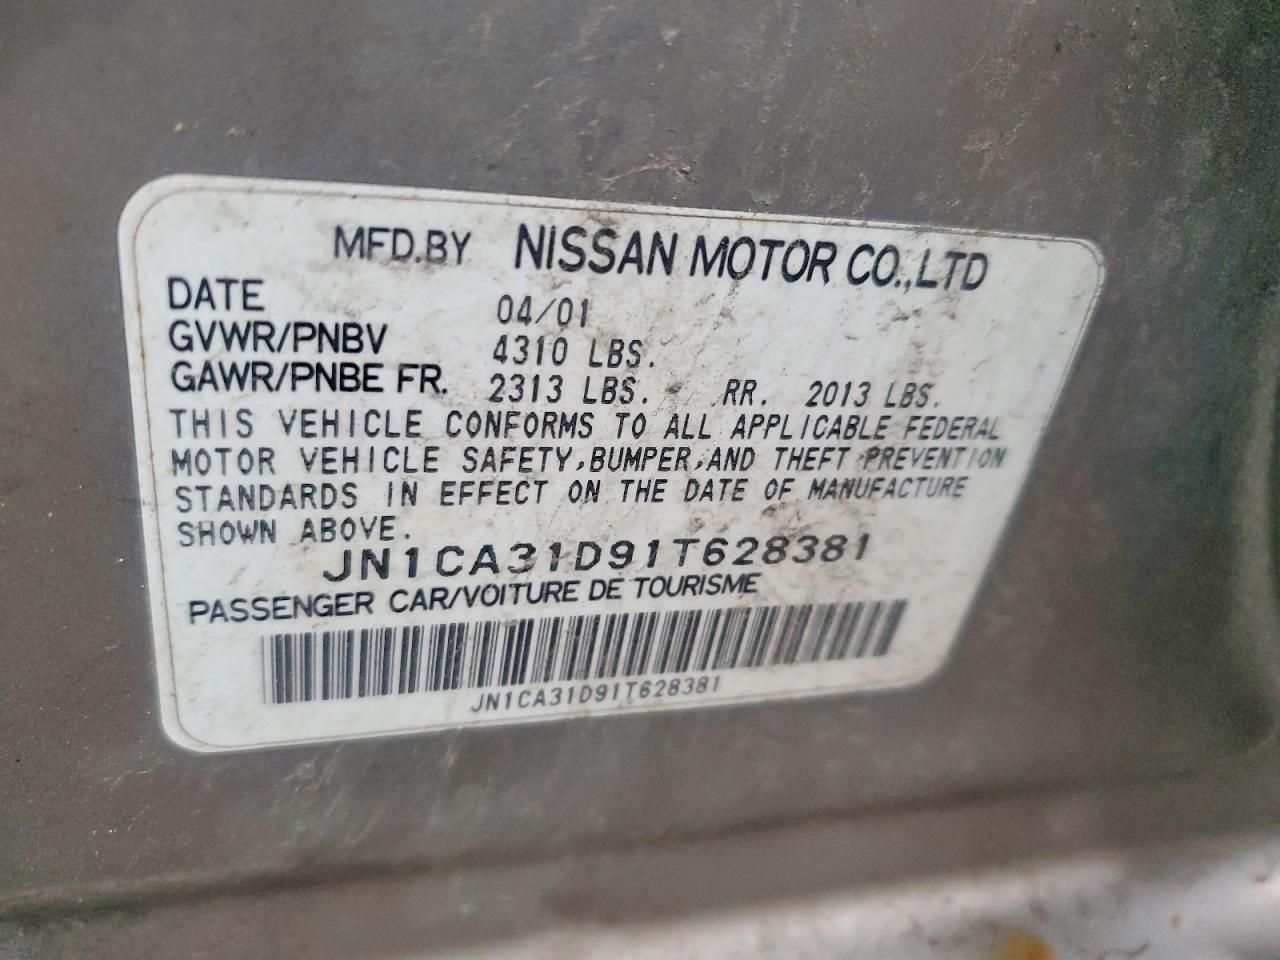 MFD.BY NISSAN MOTOR CO.,LTD
DATE 04/01
GVWR/PNBV 4310 LBS.
GAWR/PNBE FR. 2313 LBS. RR. 2013 LBS.
THIS VEHICLE CONFORMS TO ALL APPLICABLE FEDERAL
MOTOR VEHICLE SAFETY,BUMPER,AND THEFT PREVENTION
STANDARDS IN EFFECT ON THE DATE OF MANUFACTURE
SHOWN ABOVE.
JN1CA31D91T628381
PASSENGER CAR/VOITURE DE TOURISME
JN1CA31D91T628381